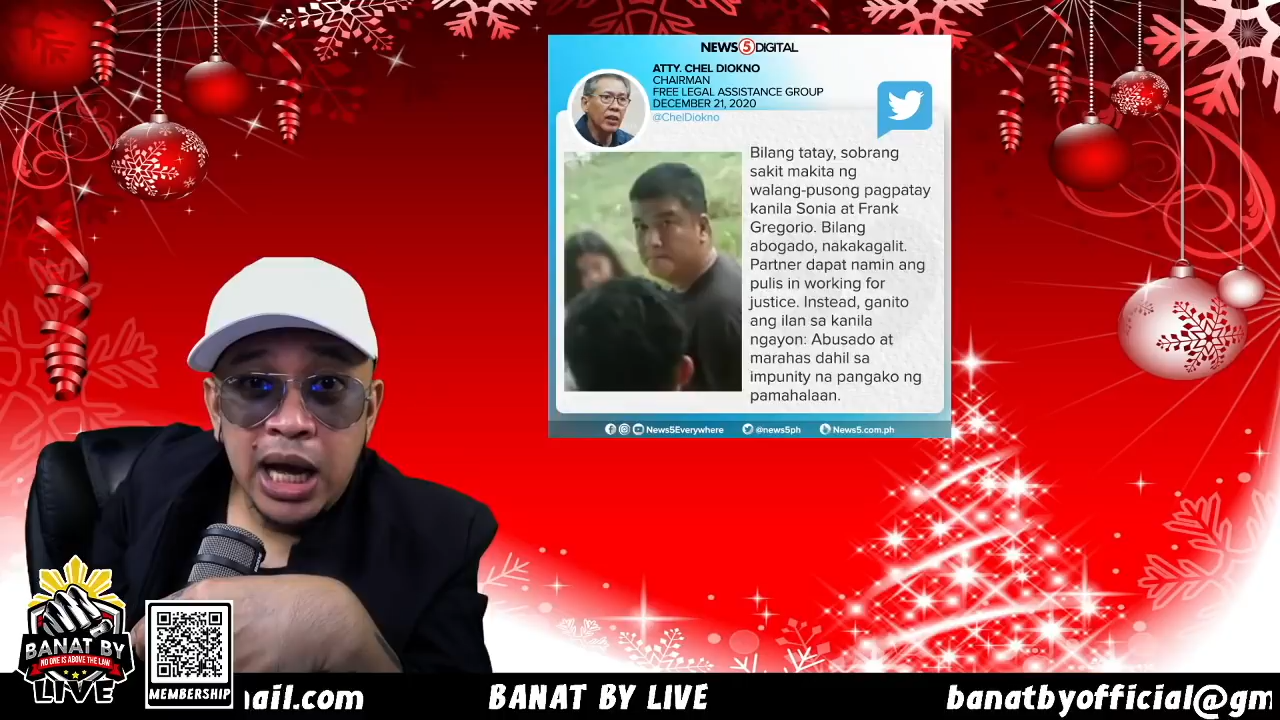 NEWS5DIGITAL
ATTY. CHEL DIOKNO
CHAIRMAN
FREE LEGAL ASSISTANCE GROUP
DECEMBER 21, 2020
@ChelDiokno
Bilang tatay, sobrang
sakit makita ng
walang-pusong pagpatay
kanila Sonia at Frank
Gregorio. Bilang
abogado, nakakagalit.
Partner dapat namin ang
pulis in working for
justice. Instead, ganito
ang ilan sa kanila
ngayon: Abusado at
marahas dahil sa
impunity na pangako ng
pamahalaan.
News5Everywhere
@news5ph
News5.com.ph
BANAT BY
NO ONE IS ABOVE THE LAW
LIVE
MEMBERSHIP
ail.com
BANAT BY LIVE
banatbyofficial@gm